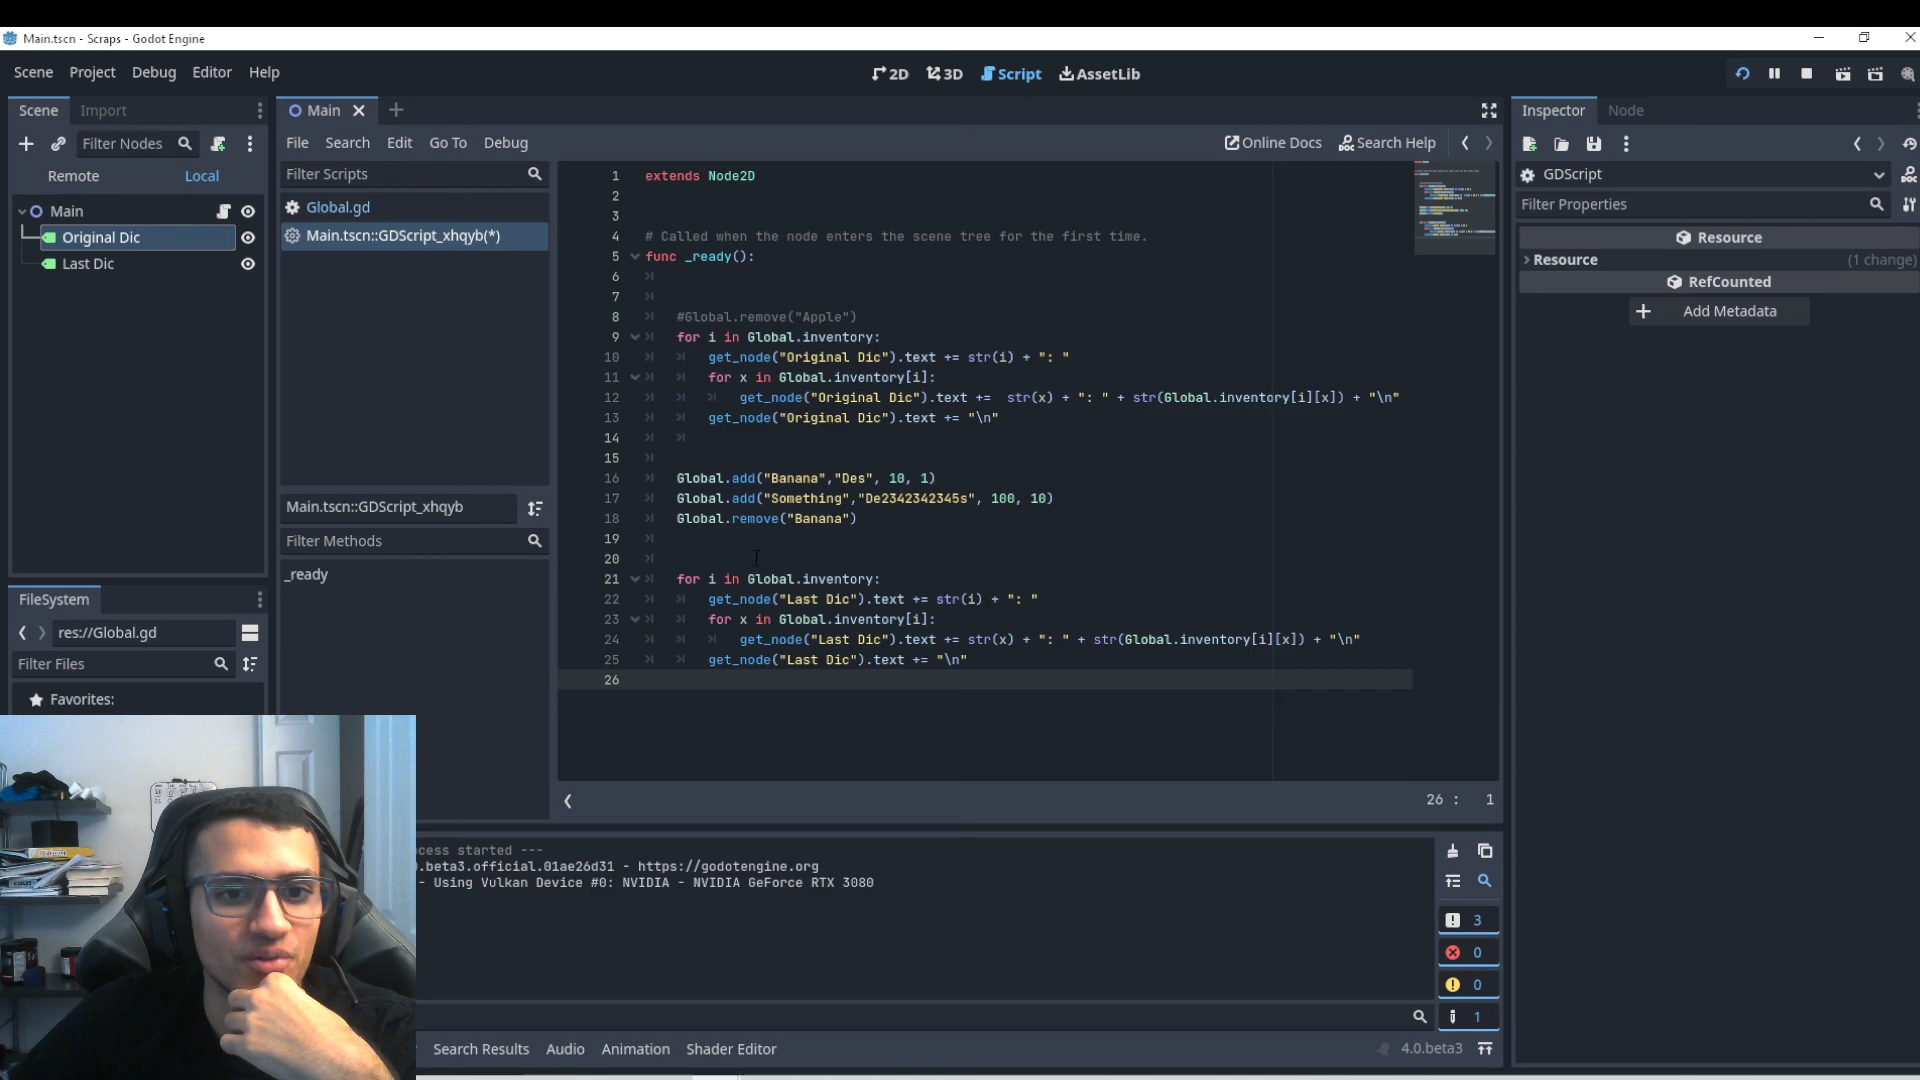 Main.tscn - Scraps - Godot Engine
Scene Project Debug Editor Help
2D 3D Script AssetLib
Scene Import
Filter Nodes
Remote Local
Main
Original Dic
Last Dic
FileSystem
res://Global.gd
Filter Files
Favorites:
Main
File Search Edit Go To Debug
Online Docs Search Help
Filter Scripts
Global.gd
Main.tscn::GDScript_xhqyb(*)
Main.tscn::GDScript_xhqyb
Filter Methods
_ready
1 extends Node2D
2
3
4 # Called when the node enters the scene tree for the first time.
5 func _ready():
6
7
8 #Global.remove("Apple")
9 for i in Global.inventory:
10 get_node("Original Dic").text += str(i) + ": "
11 for x in Global.inventory[i]:
12 get_node("Original Dic").text +=  str(x) + ": " + str(Global.inventory[i][x]) + "\n"
13 get_node("Original Dic").text += "\n"
14
15
16 Global.add("Banana","Des", 10, 1)
17 Global.add("Something","De2342342345s", 100, 10)
18 Global.remove("Banana")
19
20
21 for i in Global.inventory:
22 get_node("Last Dic").text += str(i) + ": "
23 for x in Global.inventory[i]:
24 get_node("Last Dic").text += str(x) + ": " + str(Global.inventory[i][x]) + "\n"
25 get_node("Last Dic").text += "\n"
26
26 : 1
cess started ---
.beta3.official.01ae26d31 - https://godotengine.org
- Using Vulkan Device #0: NVIDIA - NVIDIA GeForce RTX 3080
3
0
0
1
Search Results Audio Animation Shader Editor
4.0.beta3
Inspector Node
GDScript
Filter Properties
Resource
Resource (1 change)
RefCounted
Add Metadata